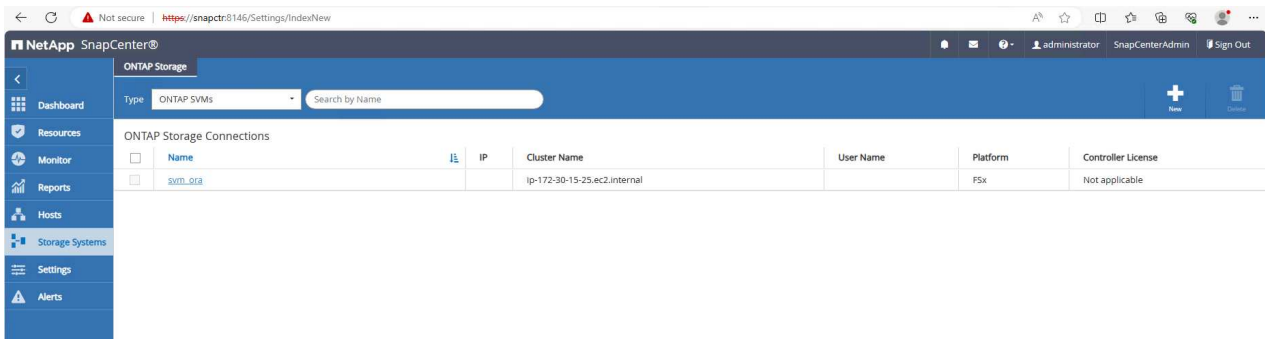 Not secure https://snapctr:8146/Settings/IndexNew
NetApp SnapCenter®
administrator SnapCenterAdmin Sign Out
ONTAP Storage
Type ONTAP SVMs Search by Name
New Delete
Dashboard
Resources
Monitor
Reports
Hosts
Storage Systems
Settings
Alerts
ONTAP Storage Connections
Name IP Cluster Name User Name Platform Controller License
svm_ora ip-172-30-15-25.ec2.internal FSx Not applicable